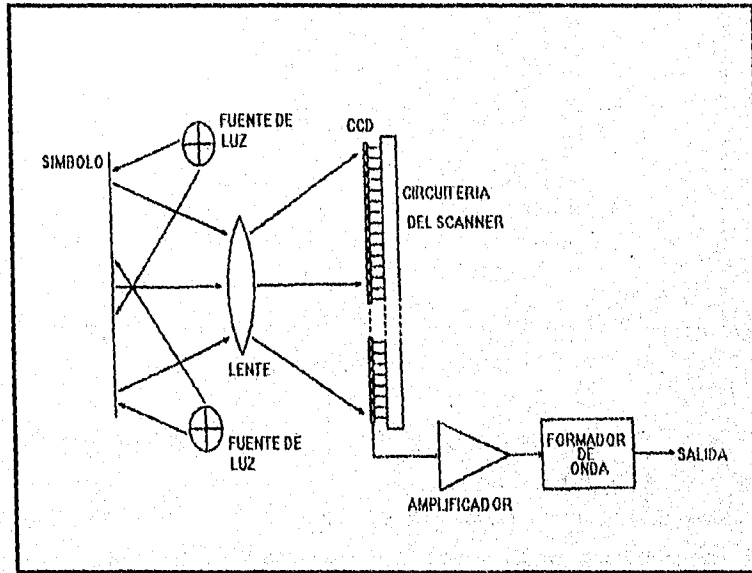 FUENTE DE
LUZ
CCD
SIMBOLO
CIRCUITERIA
DEL SCANNER
LENTE
FUENTE DE
LUZ
FORMADOR
DE
ONDA
SALIDA
AMPLIFICADOR